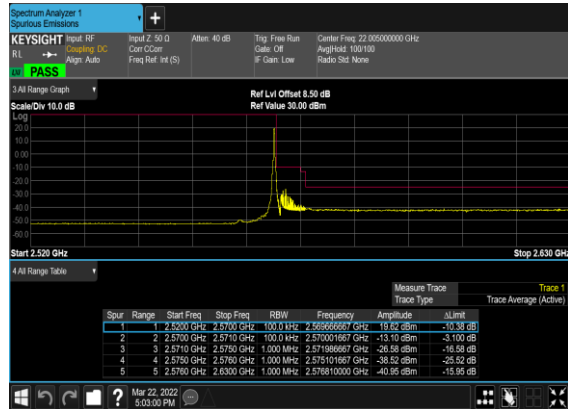 Spectrum Analyzer 1
Spurious Emissions
KEYSIGHT Input: RF Input Z: 50 Ω Atten: 40 dB Trig: Free Run Center Freq: 22.005000000 GHz
RL Coupling: DC Corr CCorr Gate: Off Avg|Hold: 100/100
Align: Auto Freq Ref: Int (S) IF Gain: Low Radio Std: None
PASS
3 All Range Graph
Ref Lvl Offset 8.50 dB
Scale/Div 10.0 dB Ref Value 30.00 dBm
Log
20.0
10.0
0.00
-10.0
-20.0
-30.0
-40.0
-50.0
-60.0
Start 2.520 GHz Stop 2.630 GHz
4 All Range Table
Measure Trace Trace 1
Trace Type Trace Average (Active)
Spur Range Start Freq Stop Freq RBW Frequency Amplitude ΔLimit
1 1 2.5200 GHz 2.5700 GHz 100.0 kHz 2.569666667 GHz 19.62 dBm -10.38 dB
2 2 2.5700 GHz 2.5710 GHz 100.0 kHz 2.570001667 GHz -13.10 dBm -3.100 dB
3 3 2.5710 GHz 2.5750 GHz 1.000 MHz 2.571986667 GHz -26.58 dBm -16.58 dB
4 4 2.5750 GHz 2.5760 GHz 1.000 MHz 2.575101667 GHz -38.52 dBm -25.52 dB
5 5 2.5760 GHz 2.6300 GHz 1.000 MHz 2.576810000 GHz -40.95 dBm -15.95 dB
Mar 22, 2022
5:03:00 PM